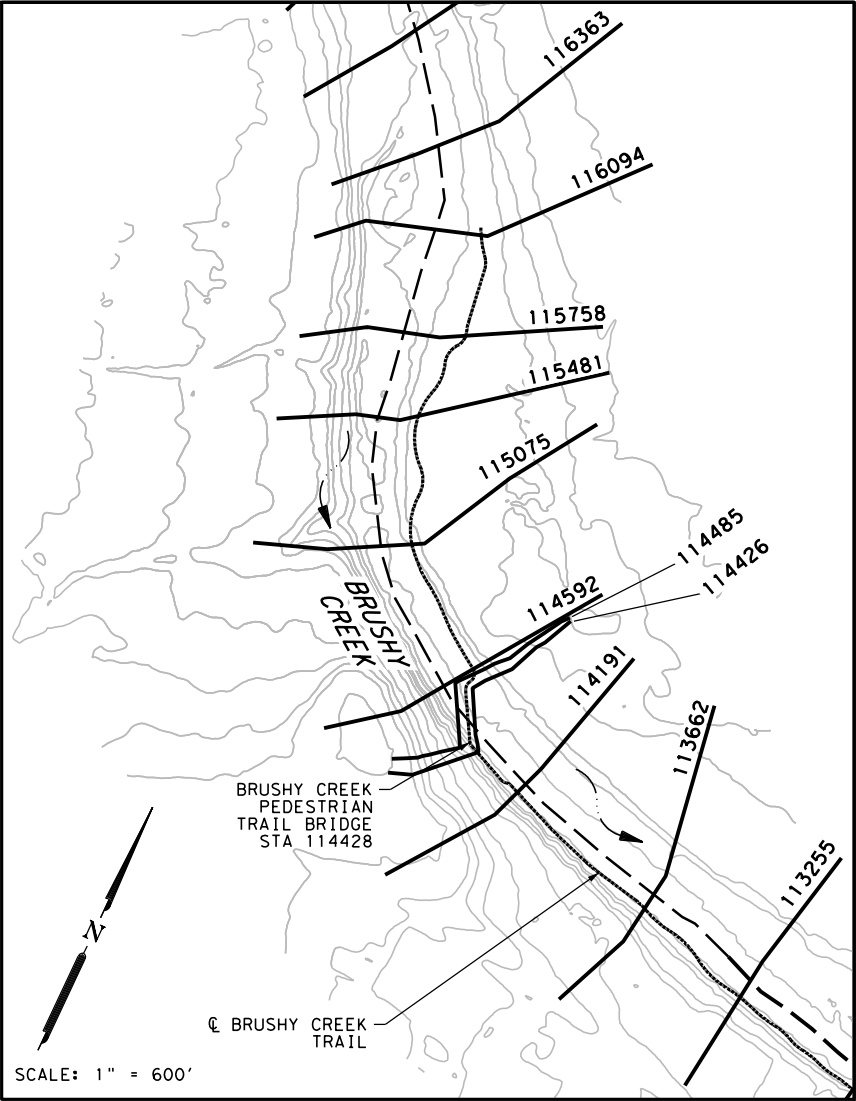 116363
116094
115758
115481
115075
114485
114426
114592
BRUSHY
CREEK
114191
113662
BRUSHY CREEK
PEDESTRIAN
TRAIL BRIDGE
STA 114428
113255
N
℄ BRUSHY CREEK
TRAIL
SCALE: 1" = 600'